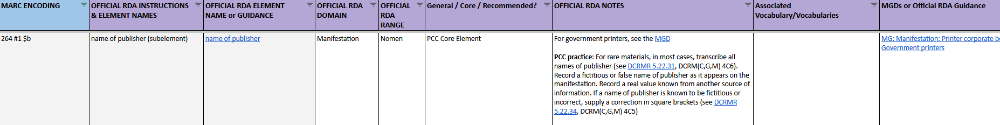 MARC ENCODING
OFFICIAL RDA INSTRUCTIONS
& ELEMENT NAMES
OFFICIAL RDA ELEMENT
NAME or GUIDANCE
OFFICIAL RDA
DOMAIN
OFFICIAL
RDA
RANGE
General / Core / Recommended?
OFFICIAL RDA NOTES
Associated
Vocabulary/Vocabularies
MGDs or Official RDA Guidance
264 #1 $b
name of publisher (subelement)
name of publisher
Manifestation
Nomen
PCC Core Element
For government printers, see the MGD
PCC practice: For rare materials, in most cases, transcribe all
names of publisher (see DCRMR 5.22.31, DCRM(C,G,M) 4C6).
Record a fictitious or false name of publisher as it appears on the
manifestation. Record a real value known from another source of
information. If a name of publisher is known to be fictitious or
incorrect, supply a correction in square brackets (see DCRMR
5.22.34, DCRM(C,G,M) 4C5)
MG: Manifestation: Printer corporate b
Government printers